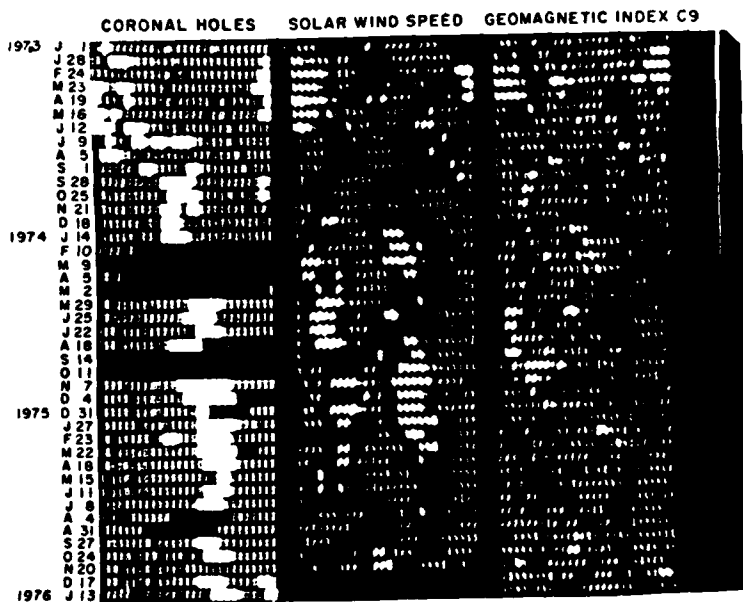 CORONAL HOLES SOLAR WIND SPEED GEOMAGNETIC INDEX C9
1973 J 1
J 28
F 24
M 23
A 19
M 16
J 12
J 9
A 5
S 1
S 28
O 25
N 21
D 18
1974 J 14
F 10
M 9
A 5
M 2
M 29
J 25
J 22
A 18
S 14
O 11
N 7
D 4
1975 D 31
J 27
F 23
M 22
A 18
M 15
J 11
J 8
A 4
A 31
S 27
O 24
N 20
D 17
1976 J 13